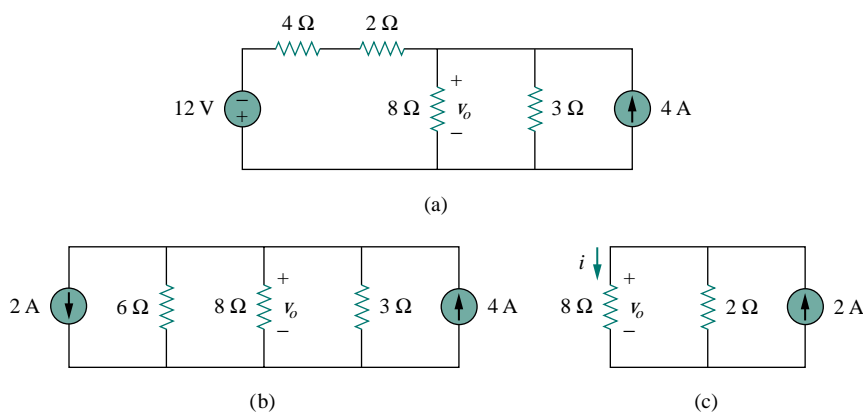 4 Ω 2 Ω
12 V − + 8 Ω + v_o − 3 Ω 4 A
(a)
2 A 6 Ω 8 Ω + v_o − 3 Ω 4 A
(b)
i
8 Ω + v_o − 2 Ω 2 A
(c)